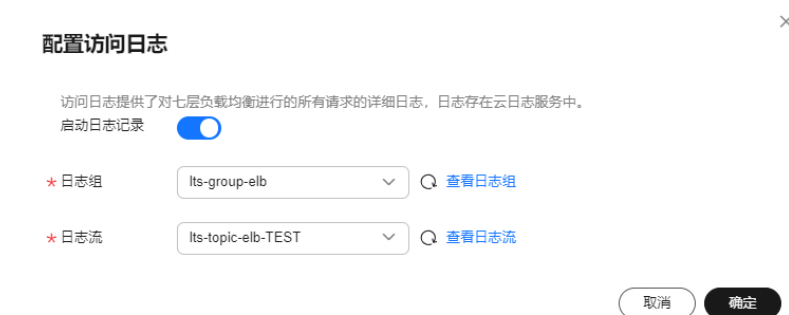 配置访问日志
访问日志提供了对七层负载均衡进行的所有请求的详细日志，日志存在云日志服务中。
启动日志记录
* 日志组 lts-group-elb 查看日志组
* 日志流 lts-topic-elb-TEST 查看日志流
取消 确定